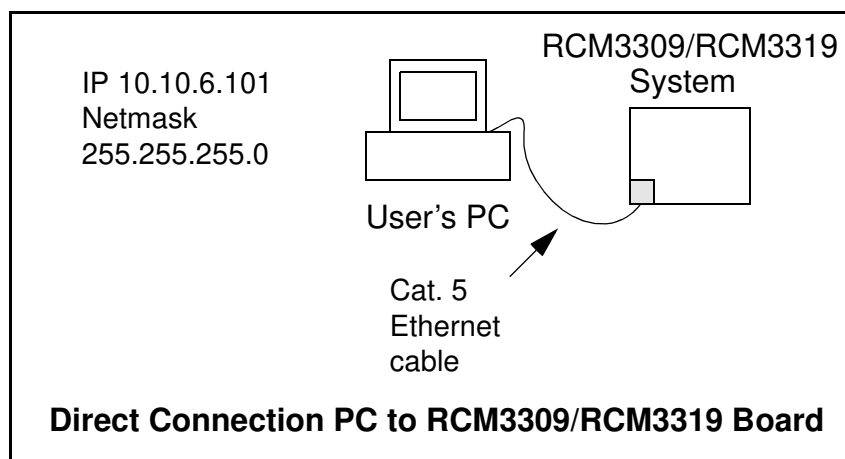 IP 10.10.6.101
Netmask
255.255.255.0
RCM3309/RCM3319
System
User's PC
Cat. 5
Ethernet
cable
Direct Connection PC to RCM3309/RCM3319 Board